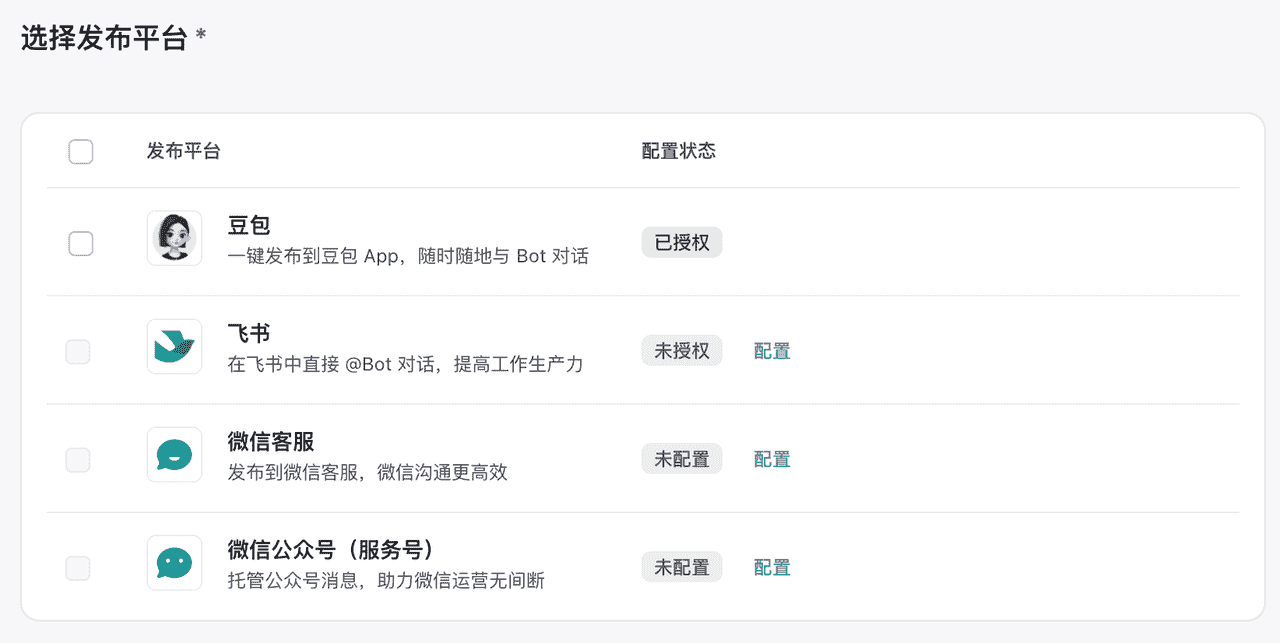 选择发布平台 *
发布平台 配置状态
豆包
一键发布到豆包 App，随时随地与 Bot 对话
已授权
飞书
在飞书中直接 @Bot 对话，提高工作生产力
未授权 配置
微信客服
发布到微信客服，微信沟通更高效
未配置 配置
微信公众号（服务号）
托管公众号消息，助力微信运营无间断
未配置 配置